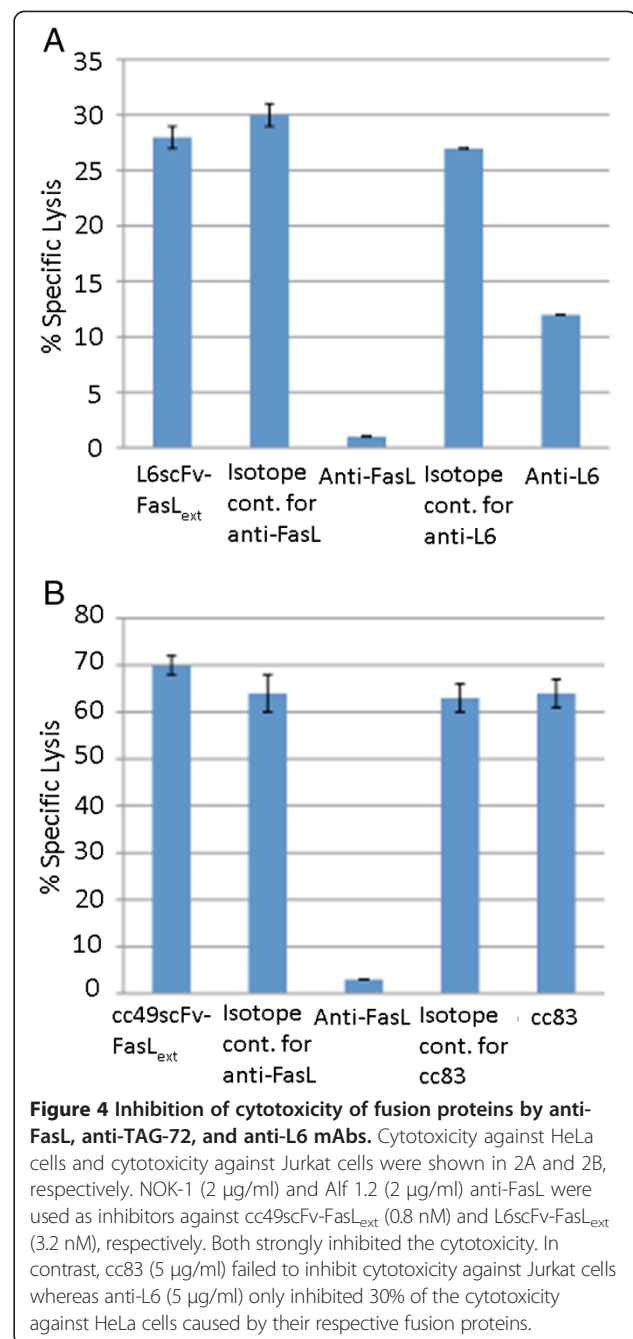 A
35
30
25
20
15
10
5
0
% Specific Lysis
L6scFv-FasLext
Isotope cont. for anti-FasL
Anti-FasL
Isotope cont. for anti-L6
Anti-L6
B
80
70
60
50
40
30
20
10
0
% Specific Lysis
cc49scFv-FasLext
Isotope cont. for anti-FasL
Anti-FasL
Isotope cont. for cc83
cc83
Figure 4 Inhibition of cytotoxicity of fusion proteins by anti-
FasL, anti-TAG-72, and anti-L6 mAbs. Cytotoxicity against HeLa
cells and cytotoxicity against Jurkat cells were shown in 2A and 2B,
respectively. NOK-1 (2 μg/ml) and Alf 1.2 (2 μg/ml) anti-FasL were
used as inhibitors against cc49scFv-FasLext (0.8 nM) and L6scFv-FasLext
(3.2 nM), respectively. Both strongly inhibited the cytotoxicity. In
contrast, cc83 (5 μg/ml) failed to inhibit cytotoxicity against Jurkat cells
whereas anti-L6 (5 μg/ml) only inhibited 30% of the cytotoxicity
against HeLa cells caused by their respective fusion proteins.